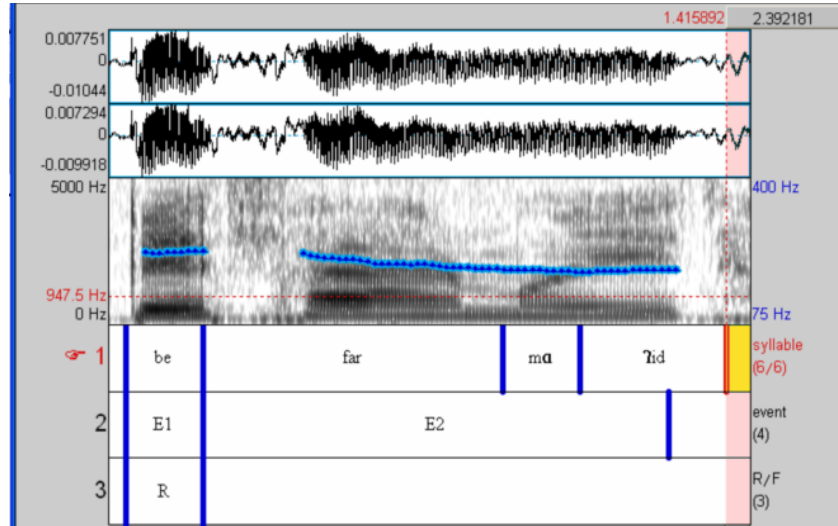 1.415892 2.392181
0.007751
0
-0.01044
0.007294
0
-0.009918
5000 Hz 400 Hz
947.5 Hz
0 Hz 75 Hz
☞ 1 be far mɑ ʔid syllable
(6/6)
2 E1 E2 event
(4)
3 R R/F
(3)